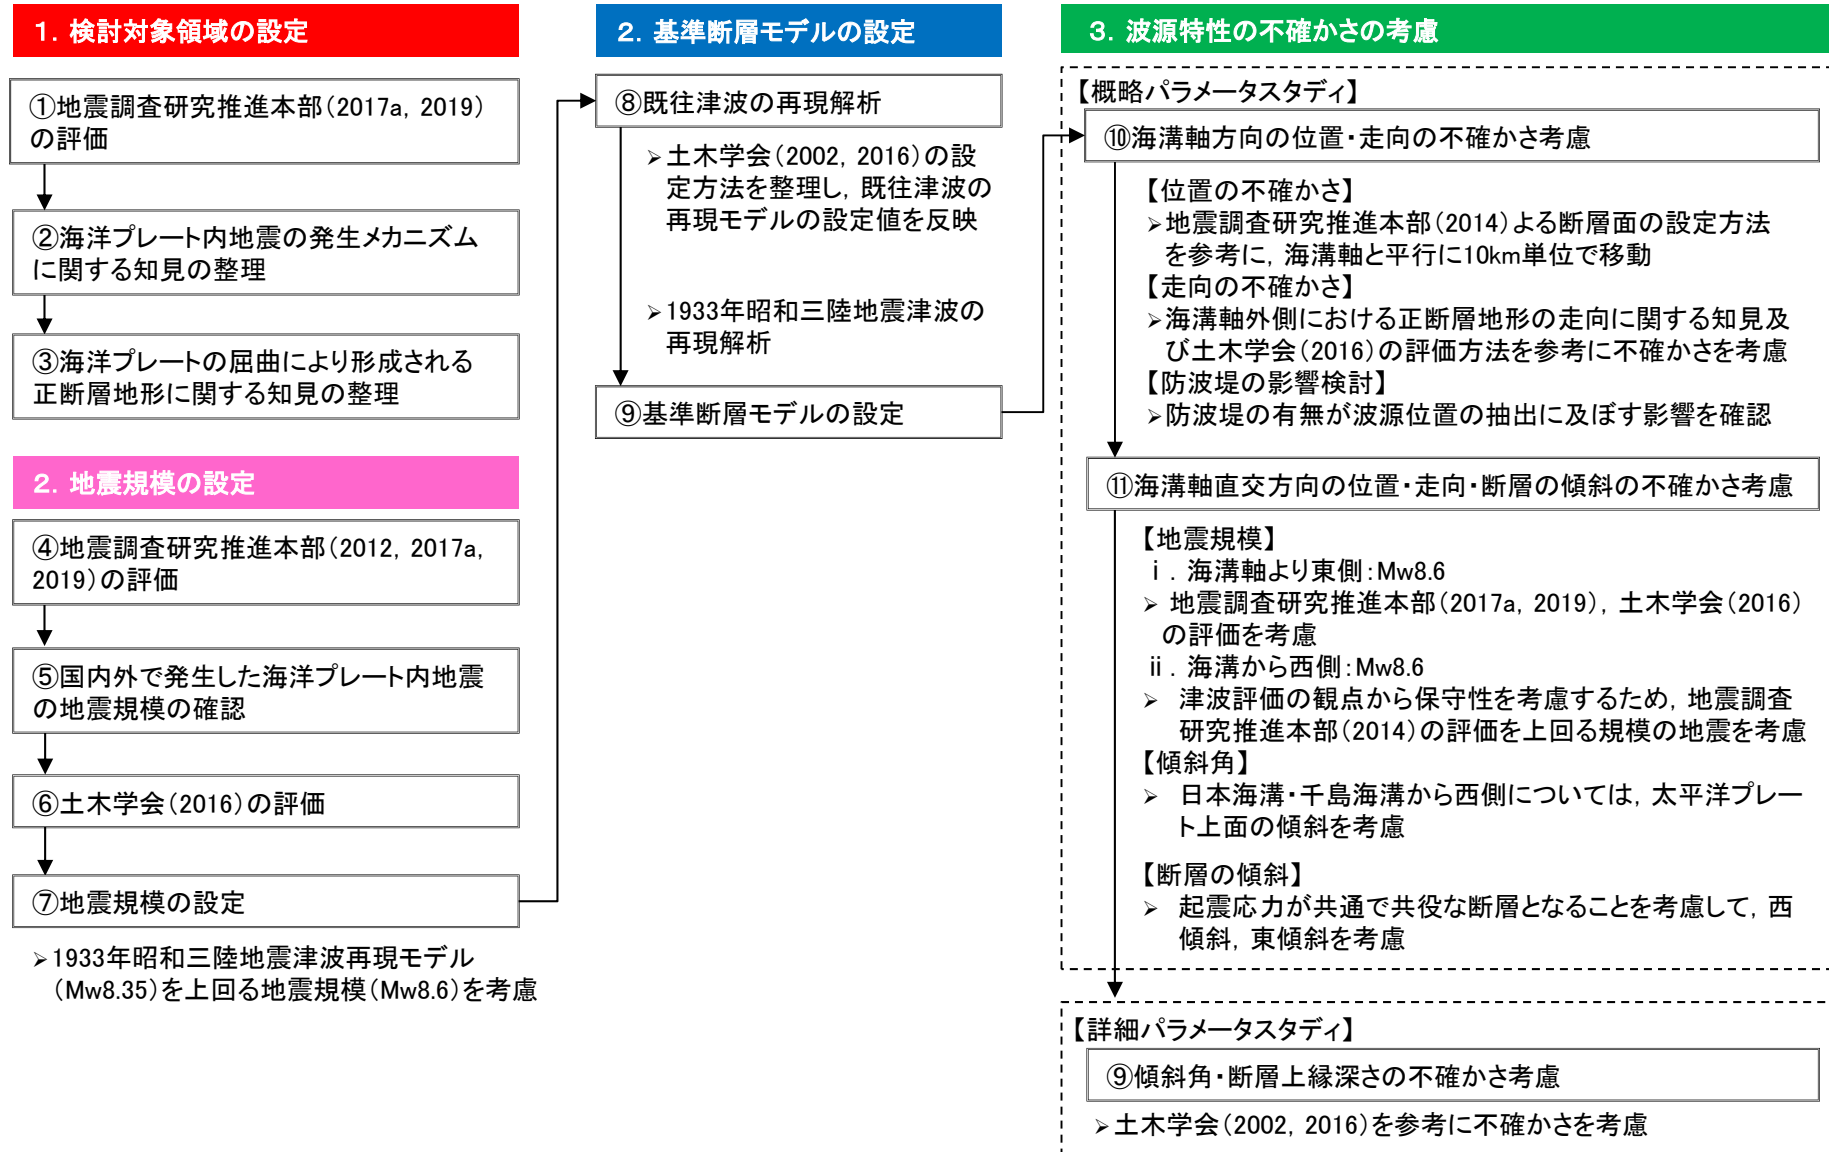 1．検討対象領域の設定
①地震調査研究推進本部（2017a，2019）
の評価
②海洋プレート内地震の発生メカニズム
に関する知見の整理
③海洋プレートの屈曲により形成される
正断層地形に関する知見の整理
2．地震規模の設定
④地震調査研究推進本部（2012，2017a，
2019）の評価
⑤国内外で発生した海洋プレート内地震
の地震規模の確認
⑥土木学会（2016）の評価
⑦地震規模の設定
➢1933年昭和三陸地震津波再現モデル
（Mw8.35）を上回る地震規模（Mw8.6）を考慮
2．基準断層モデルの設定
⑧既往津波の再現解析
➢土木学会（2002，2016）の設
定方法を整理し，既往津波の
再現モデルの設定値を反映
➢1933年昭和三陸地震津波の
再現解析
⑨基準断層モデルの設定
3．波源特性の不確かさの考慮
【概略パラメータスタディ】
⑩海溝軸方向の位置・走向の不確かさ考慮
【位置の不確かさ】
➢地震調査研究推進本部（2014）よる断層面の設定方法
を参考に，海溝軸と平行に10km単位で移動
【走向の不確かさ】
➢海溝軸外側における正断層地形の走向に関する知見及
び土木学会（2016）の評価方法を参考に不確かさを考慮
【防波堤の影響検討】
➢防波堤の有無が波源位置の抽出に及ぼす影響を確認
⑪海溝軸直交方向の位置・走向・断層の傾斜の不確かさ考慮
【地震規模】
ⅰ．海溝軸より東側：Mw8.6
➢ 地震調査研究推進本部（2017a，2019），土木学会（2016）
の評価を考慮
ⅱ．海溝から西側：Mw8.6
➢ 津波評価の観点から保守性を考慮するため，地震調査
研究推進本部（2014）の評価を上回る規模の地震を考慮
【傾斜角】
➢ 日本海溝・千島海溝から西側については，太平洋プレー
ト上面の傾斜を考慮
【断層の傾斜】
➢ 起震応力が共通で共役な断層となることを考慮して，西
傾斜，東傾斜を考慮
【詳細パラメータスタディ】
⑨傾斜角・断層上縁深さの不確かさ考慮
➢土木学会（2002，2016）を参考に不確かさを考慮